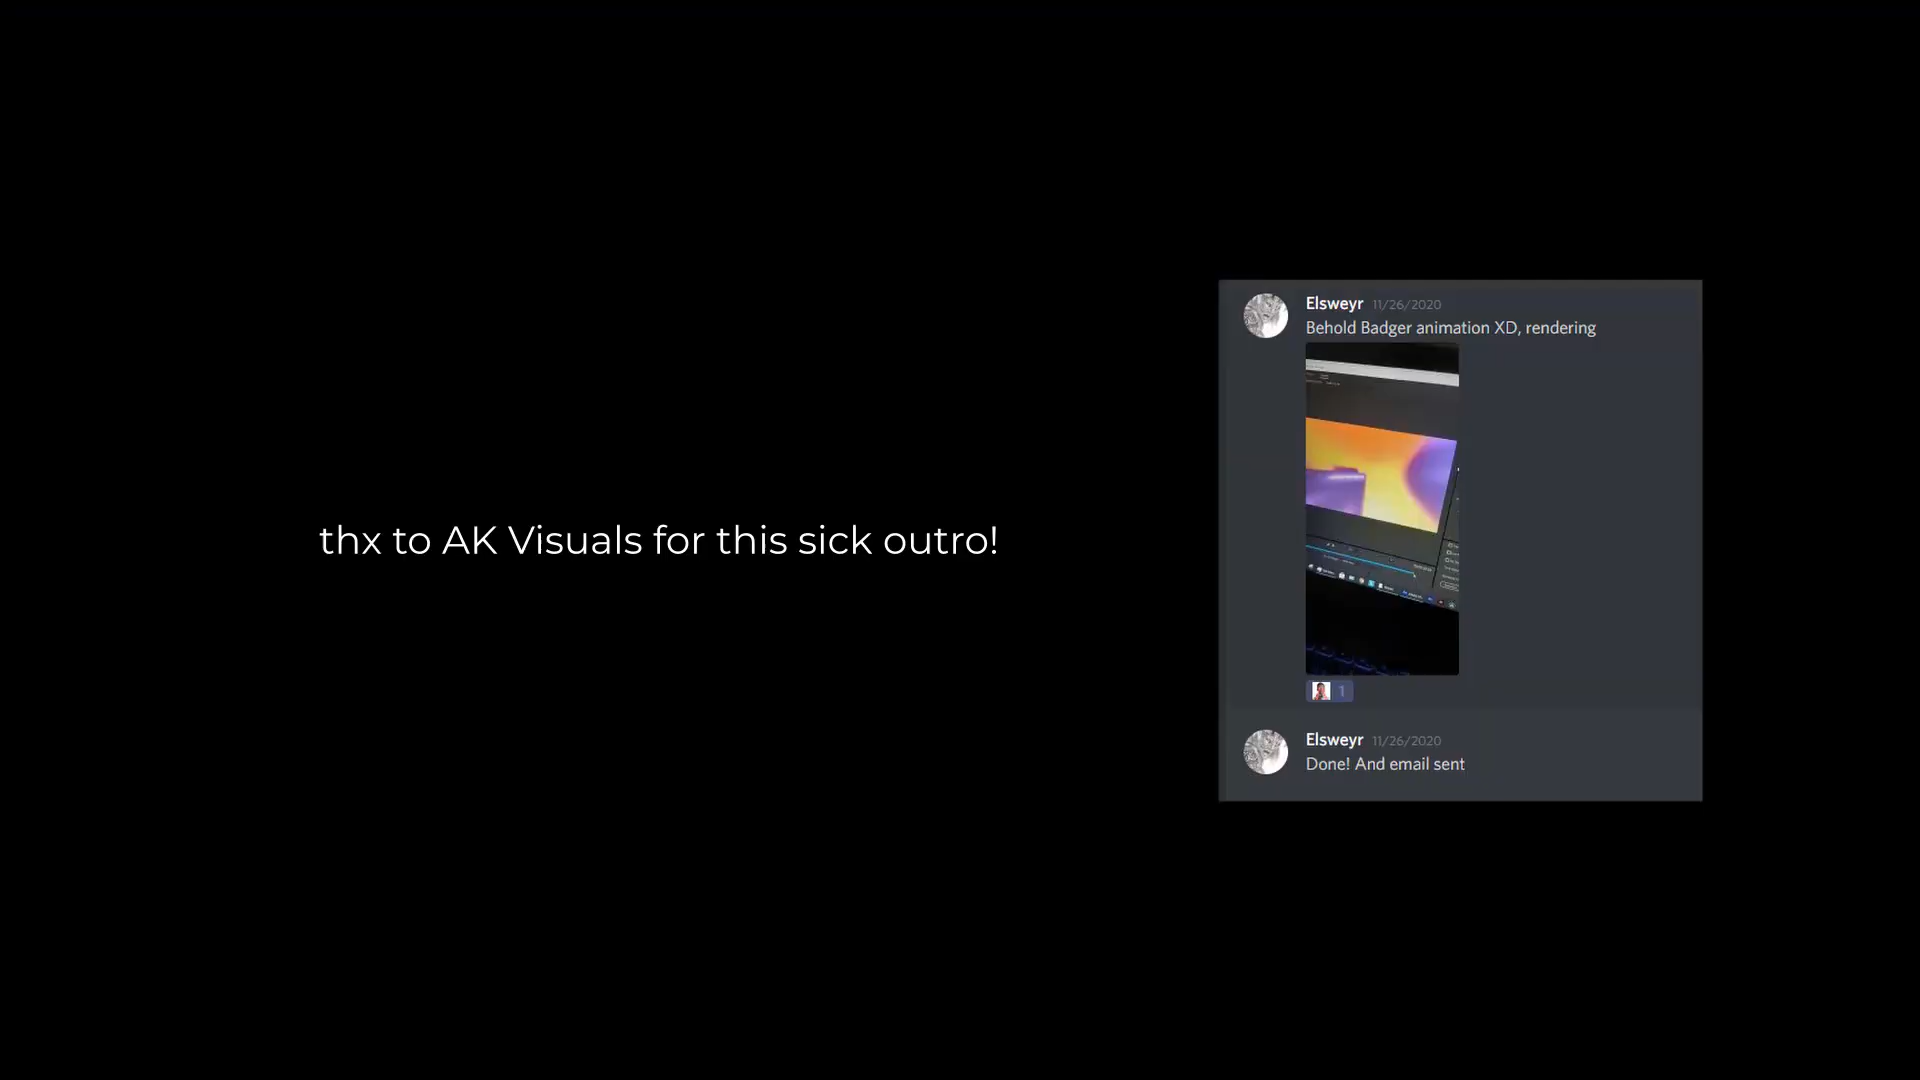 thx to AK Visuals for this sick outro!
Elsweyr 11/26/2020
Behold Badger animation XD, rendering
1
Elsweyr 11/26/2020
Done! And email sent